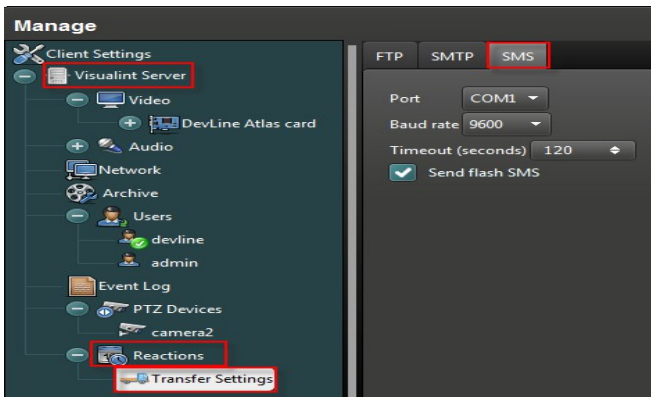 Manage
Client Settings
Visualint Server
Video
DevLine Atlas card
Audio
Network
Archive
Users
devline
admin
Event Log
PTZ Devices
camera2
Reactions
Transfer Settings
FTP SMTP SMS
Port COM1
Baud rate 9600
Timeout (seconds) 120
Send flash SMS